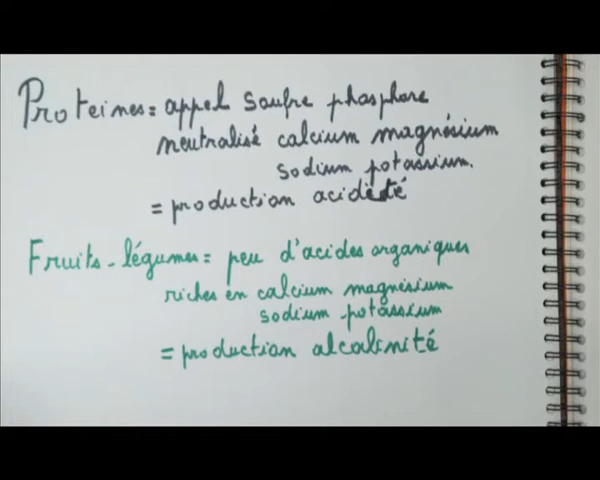 Proteines = appel soufre phosphore
neutralisé calcium magnésium
sodium potassium.
= production acidité
Fruits - légumes = peu d'acides organiques
riches en calcium magnésium
sodium potassium
= production alcalinité